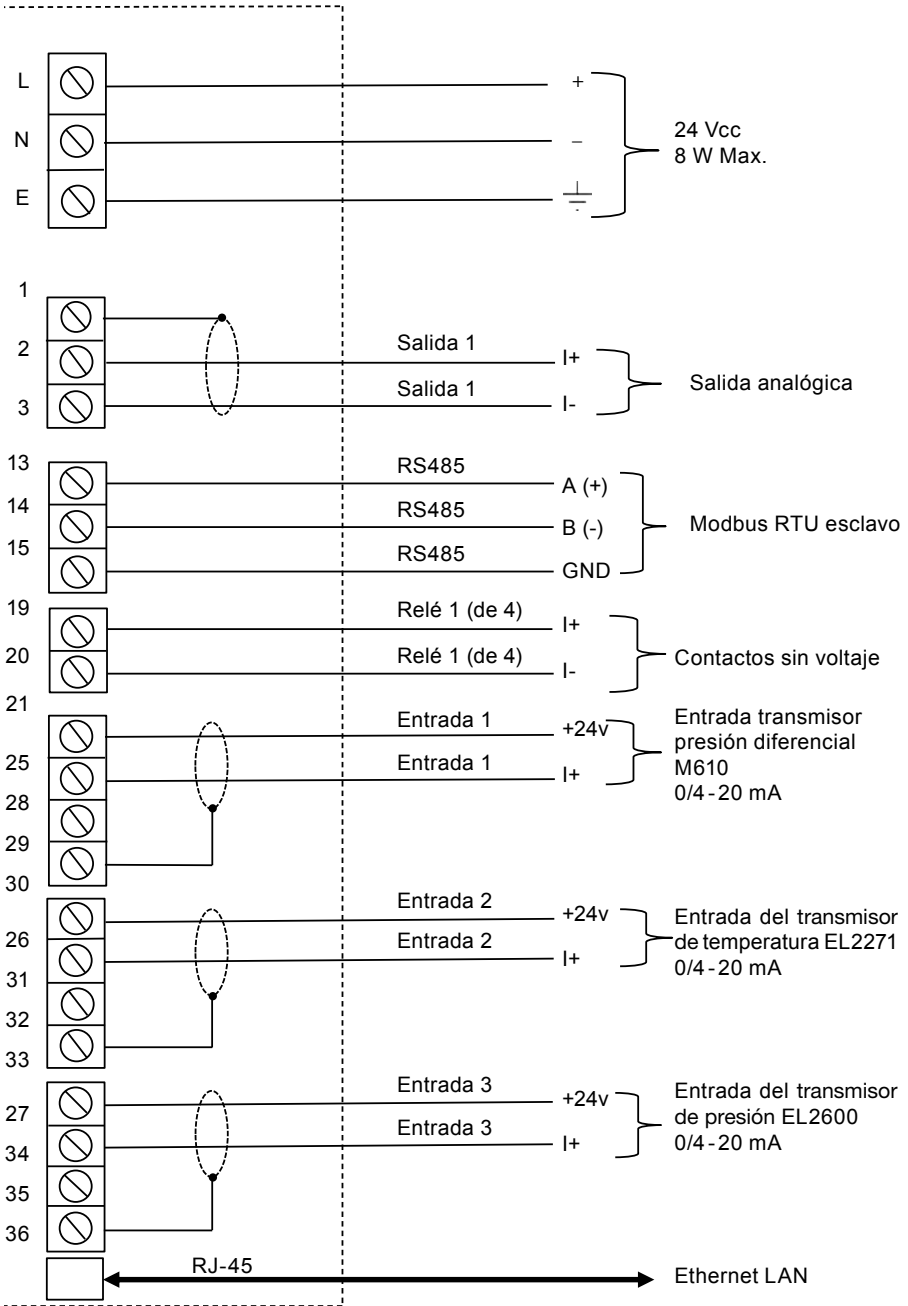 L
+
N
–
24 Vcc
8 W Max.
E
1
2
Salida 1
I+
3
Salida 1
I-
Salida analógica
13
RS485
A (+)
14
RS485
B (-)
Modbus RTU esclavo
15
RS485
GND
19
Relé 1 (de 4)
I+
20
Relé 1 (de 4)
I-
Contactos sin voltaje
21
Entrada 1
+24v
25
Entrada 1
I+
28
29
30
Entrada transmisor
presión diferencial
M610
0/4-20 mA
Entrada 2
+24v
26
Entrada 2
I+
31
32
33
Entrada del transmisor
de temperatura EL2271
0/4-20 mA
Entrada 3
+24v
27
Entrada 3
I+
34
35
36
Entrada del transmisor
de presión EL2600
0/4-20 mA
RJ-45
Ethernet LAN